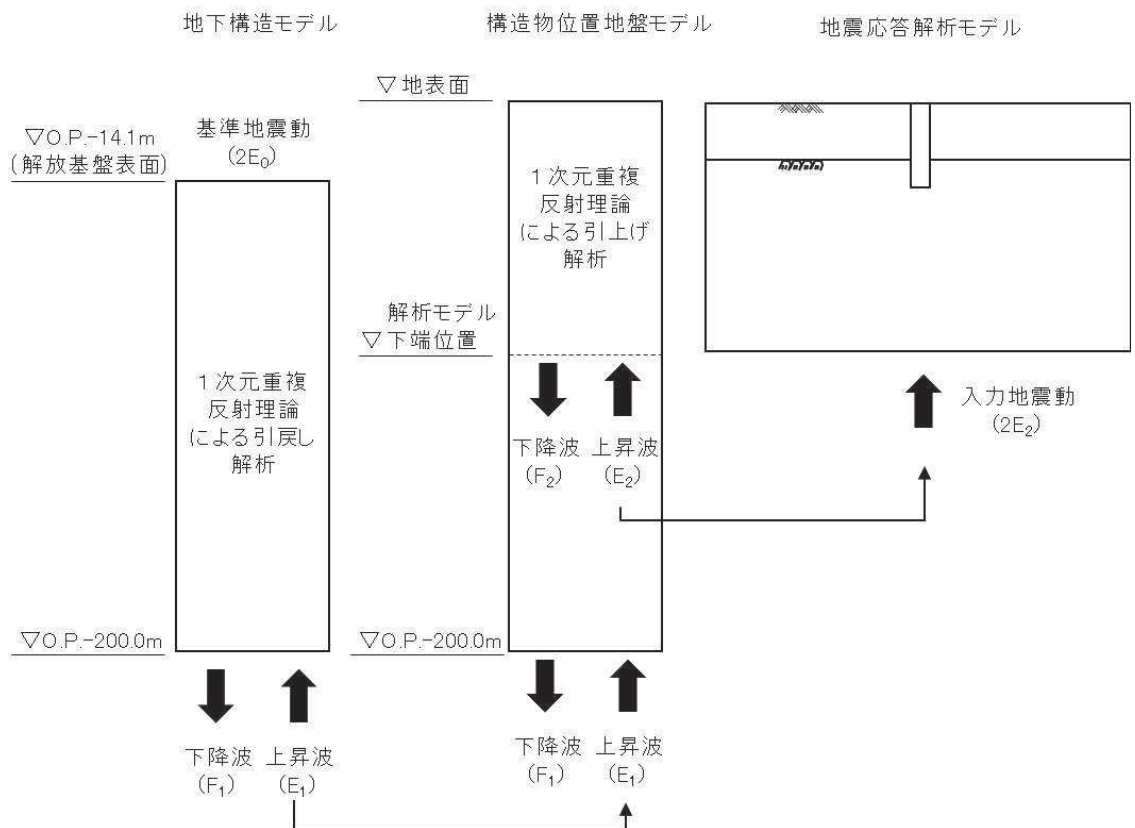 地下構造モデル
構造物位置地盤モデル
地震応答解析モデル
▽O.P.-14.1m
(解放基盤表面)
基準地震動
(2E₀)
1次元重複
反射理論
による引戻し
解析
▽O.P.-200.0m
下降波
(F₁)
上昇波
(E₁)
▽地表面
1次元重複
反射理論
による引上げ
解析
解析モデル
▽下端位置
下降波
(F₂)
上昇波
(E₂)
▽O.P.-200.0m
下降波
(F₁)
上昇波
(E₁)
入力地震動
(2E₂)